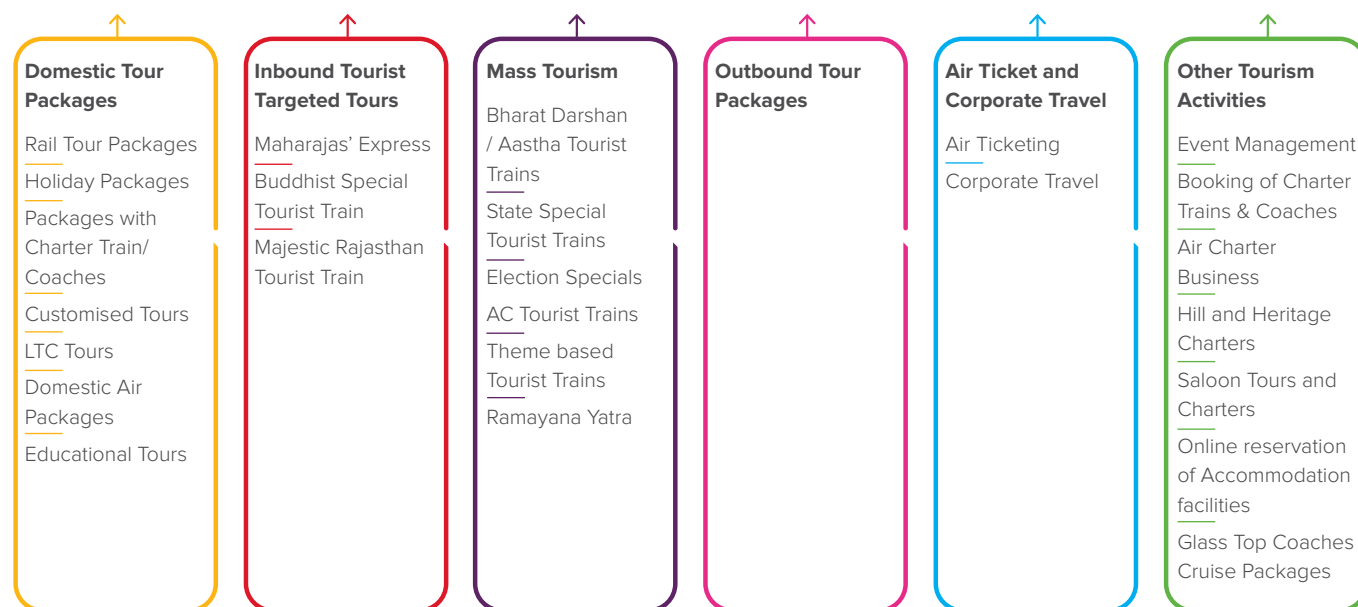 Domestic Tour
Packages
Rail Tour Packages
Holiday Packages
Packages with
Charter Train/
Coaches
Customised Tours
LTC Tours
Domestic Air
Packages
Educational Tours
Inbound Tourist
Targeted Tours
Maharajas’ Express
Buddhist Special
Tourist Train
Majestic Rajasthan
Tourist Train
Mass Tourism
Bharat Darshan
/ Aastha Tourist
Trains
State Special
Tourist Trains
Election Specials
AC Tourist Trains
Theme based
Tourist Trains
Ramayana Yatra
Outbound Tour
Packages
Air Ticket and
Corporate Travel
Air Ticketing
Corporate Travel
Other Tourism
Activities
Event Management
Booking of Charter
Trains & Coaches
Air Charter
Business
Hill and Heritage
Charters
Saloon Tours and
Charters
Online reservation
of Accommodation
facilities
Glass Top Coaches
Cruise Packages